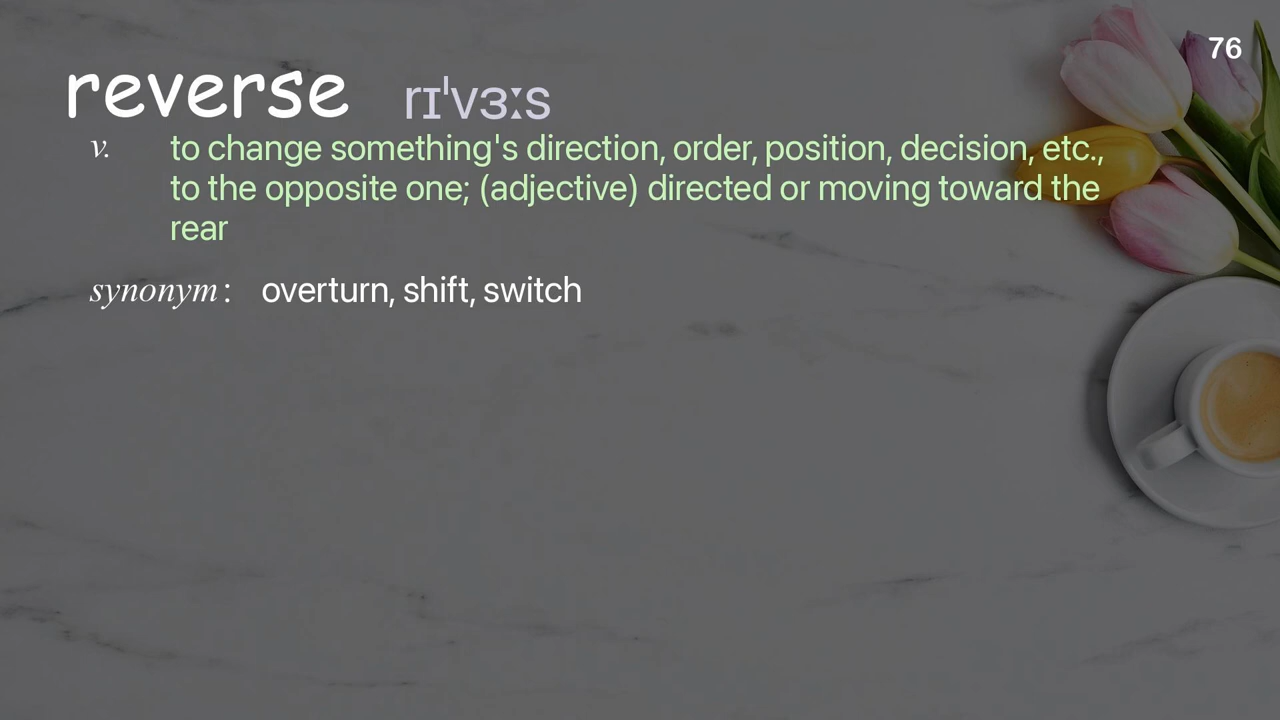 76
reverse rɪˈvɜːs
v. to change something's direction, order, position, decision, etc.,
to the opposite one; (adjective) directed or moving toward the
rear
synonym : overturn, shift, switch